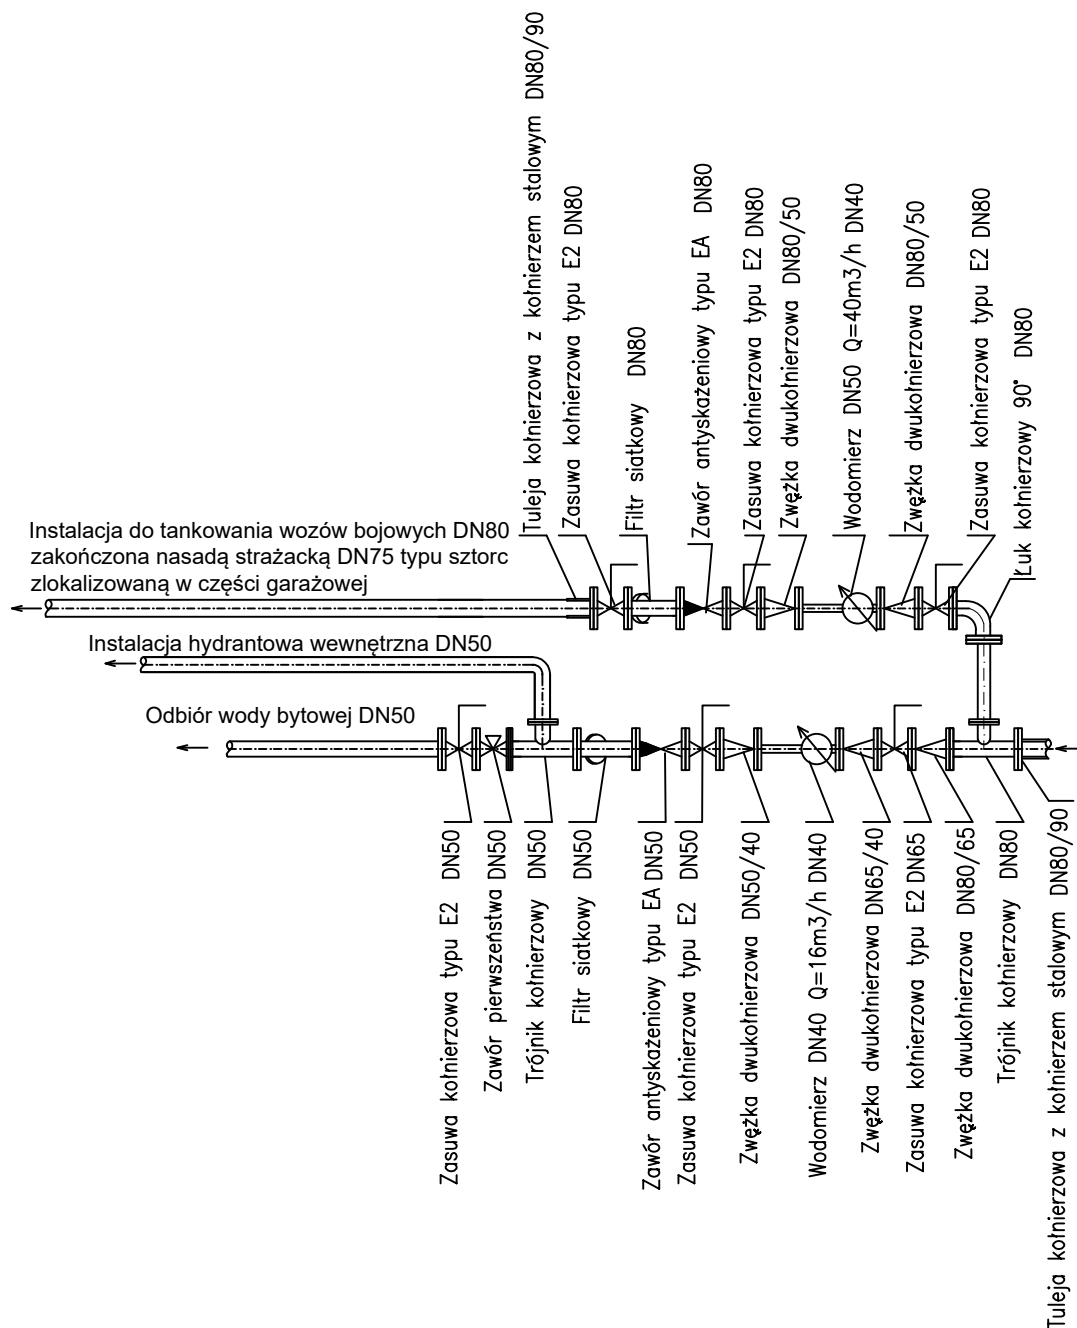 Tuleja kołnierzowa z kołnierzem stalowym DN80/90
Zasuwa kołnierzowa typu E2 DN80
Filtr siatkowy DN80
Zawór antyskażeniowy typu EA DN80
Zasuwa kołnierzowa typu E2 DN80
Zwężka dwukołnierzowa DN80/50
Wodomierz DN50 Q=40m3/h DN40
Zwężka dwukołnierzowa DN80/50
Zasuwa kołnierzowa typu E2 DN80
Łuk kołnierzowy 90° DN80
Instalacja do tankowania wozów bojowych DN80
zakończona nasadą strażacką DN75 typu sztorc
zlokalizowaną w części garażowej
Instalacja hydrantowa wewnętrzna DN50
Odbiór wody bytowej DN50
Zasuwa kołnierzowa typu E2 DN50
Zawór pierwszeństwa DN50
Trójnik kołnierzowy DN50
Filtr siatkowy DN50
Zawór antyskażeniowy typu EA DN50
Zasuwa kołnierzowa typu E2 DN50
Zwężka dwukołnierzowa DN50/40
Wodomierz DN40 Q=16m3/h DN40
Zwężka dwukołnierzowa DN65/40
Zasuwa kołnierzowa typu E2 DN65
Zwężka dwukołnierzowa DN80/65
Trójnik kołnierzowy DN80
Tuleja kołnierzowa z kołnierzem stalowym DN80/90